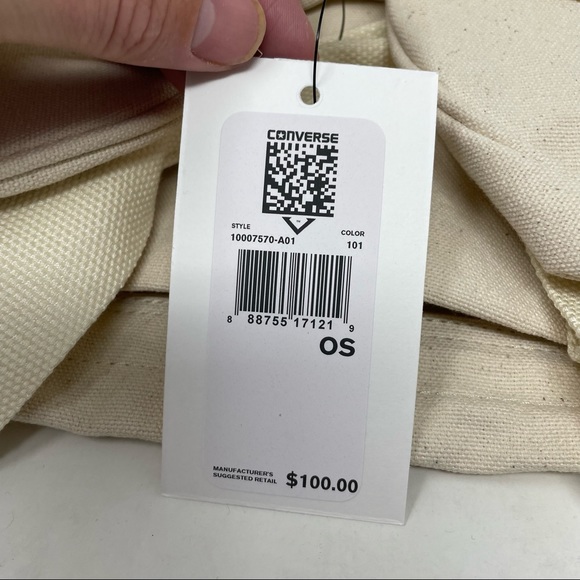 CONVERSE
STYLE
10007570-A01
COLOR
101
8 88755 17121 9
OS
MANUFACTURER'S
SUGGESTED RETAIL
$100.00